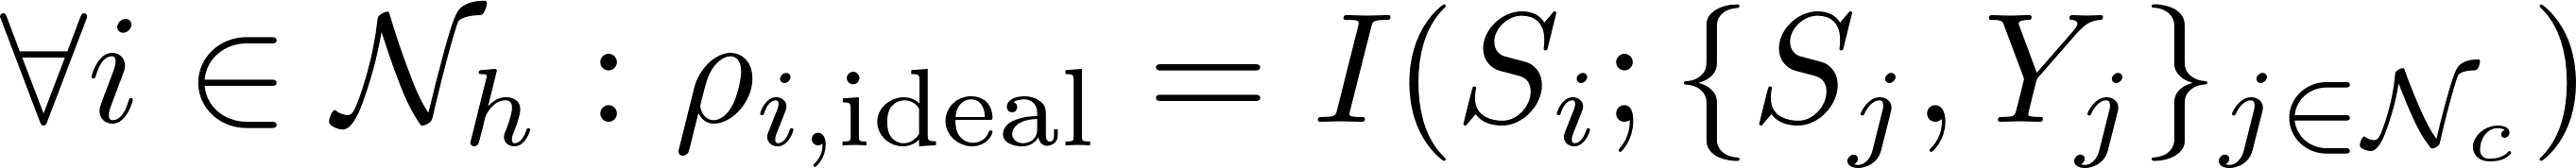 ∀i ∈ 𝒩_h : ρ_{i,ideal} = I(S_i; {S_j, Y_j}_{j∈𝒩_c})